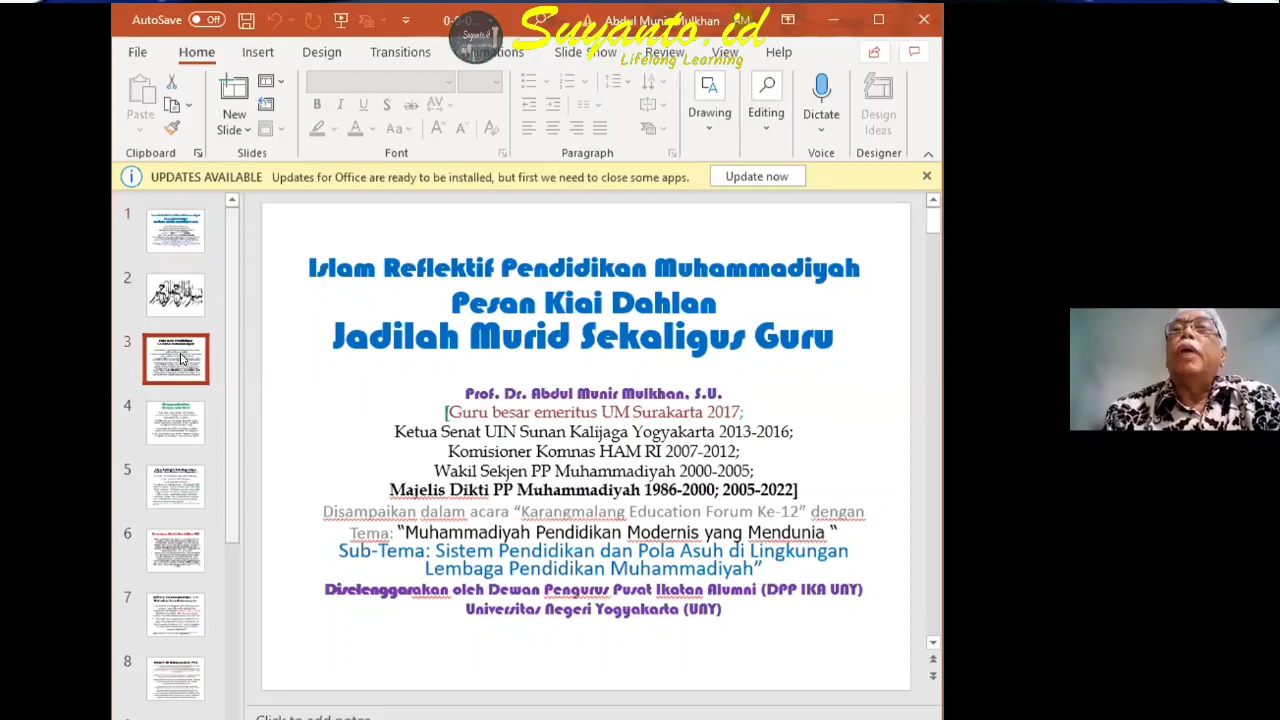 AutoSave Off
Abdul Munir Mulkhan AM
Suyanto.id
Lifelong Learning
File Home Insert Design Transitions Animations Slide Show Review View Help
Paste
New
Slide
Drawing
Editing
Dictate
Design
Ideas
Clipboard Slides Font Paragraph Voice Designer
UPDATES AVAILABLE Updates for Office are ready to be installed, but first we need to close some apps. Update now
1
2
3
4
5
6
7
8
Islam Reflektif Pendidikan Muhammadiyah
Pesan Kiai Dahlan
Jadilah Murid Sekaligus Guru
Prof. Dr. Abdul Munir Mulkhan, S.U.
[Guru besar emeritus UM Surakarta 2017;
Ketua Senat UIN Sunan Kalijaga Yogyakarta 2013-2016;
Komisioner Komnas HAM RI 2007-2012;
Wakil Sekjen PP Muhammadiyah 2000-2005;
Majelis Dikti PP Muhammadiyah 1986-2000; 2005-2022]
Disampaikan dalam acara “Karangmalang Education Forum Ke-12” dengan
Tema: “Muhammadiyah Pendidikan Modernis yang Mendunia “
Sub-Tema: Sistem Pendidikan dan Pola Asuh di Lingkungan
Lembaga Pendidikan Muhammadiyah”
Diselenggarakan oleh Dewan Pengurus Pusat Ikatan Alumni (DPP IKA UNY)
Universitas Negeri Yogyakarta (UNY)
Click to add notes